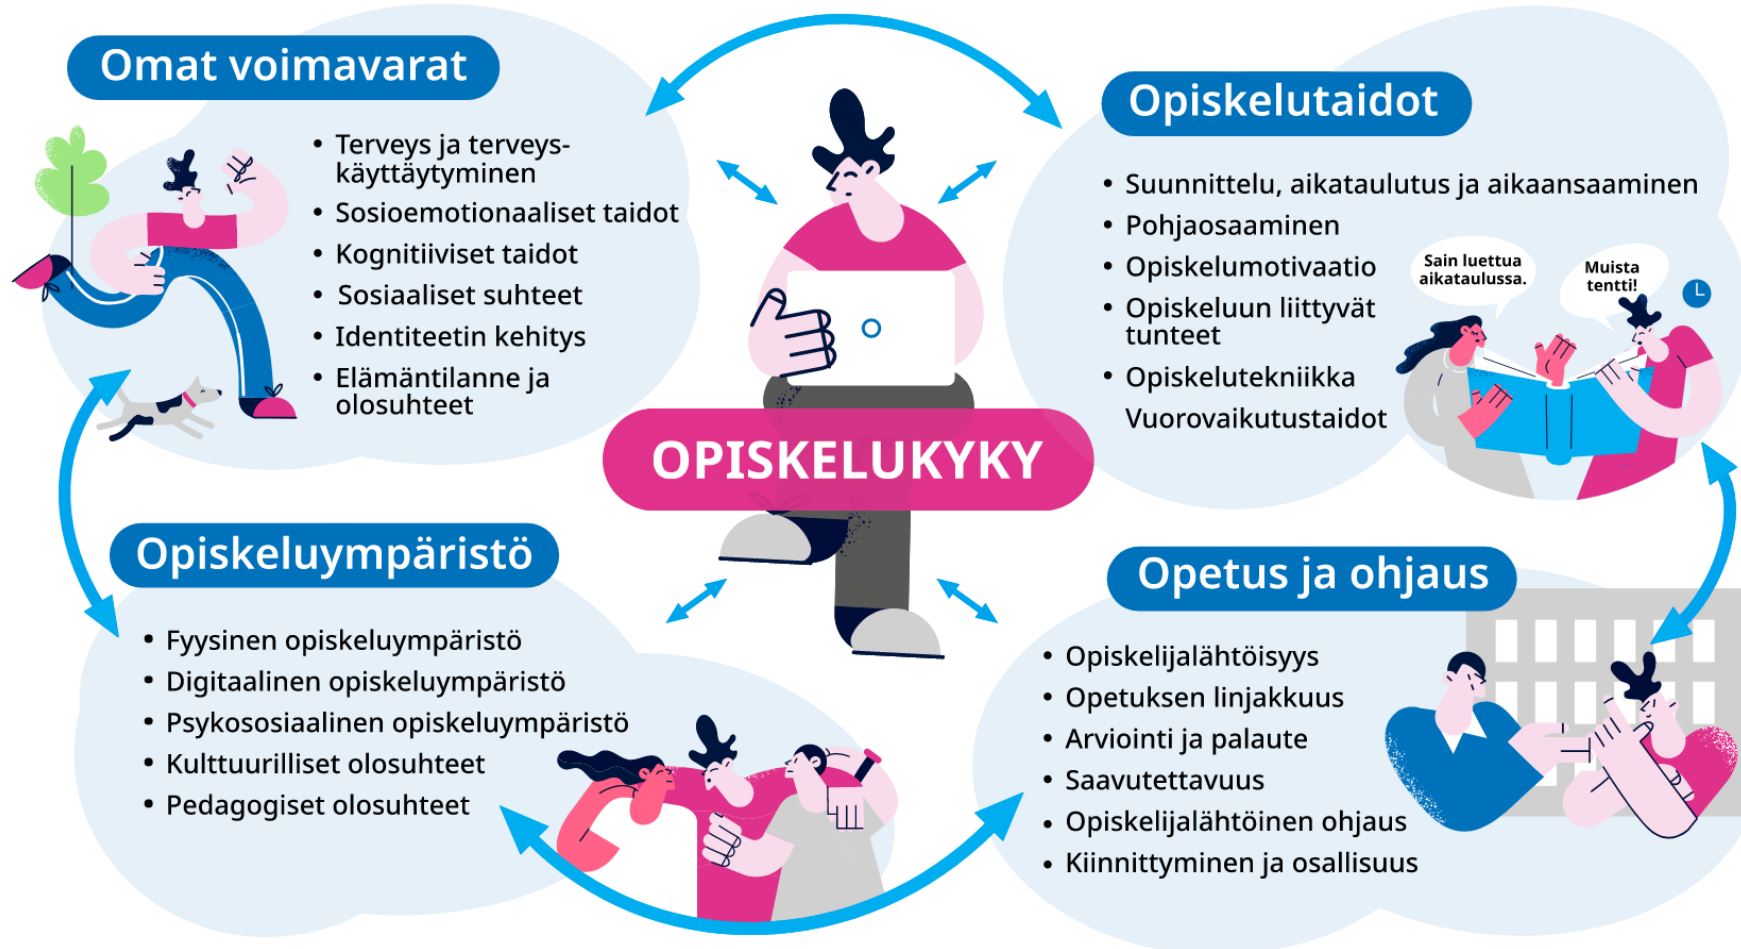 Omat voimavarat
• Terveys ja terveys-
käyttäytyminen
• Sosioemotionaaliset taidot
• Kognitiiviset taidot
• Sosiaaliset suhteet
• Identiteetin kehitys
• Elämäntilanne ja
olosuhteet
Opiskelutaidot
• Suunnittelu, aikataulutus ja aikaansaaminen
• Pohjaosaaminen
• Opiskelumotivaatio
• Opiskeluun liittyvät
tunteet
• Opiskelutekniikka
Vuorovaikutustaidot
Sain luettua
aikataulussa.
Muista
tentti!
OPISKELUKYKY
Opiskeluympäristö
• Fyysinen opiskeluympäristö
• Digitaalinen opiskeluympäristö
• Psykososiaalinen opiskeluympäristö
• Kulttuurilliset olosuhteet
• Pedagogiset olosuhteet
Opetus ja ohjaus
• Opiskelijalähtöisyys
• Opetuksen linjakkuus
• Arviointi ja palaute
• Saavutettavuus
• Opiskelijalähtöinen ohjaus
• Kiinnittyminen ja osallisuus